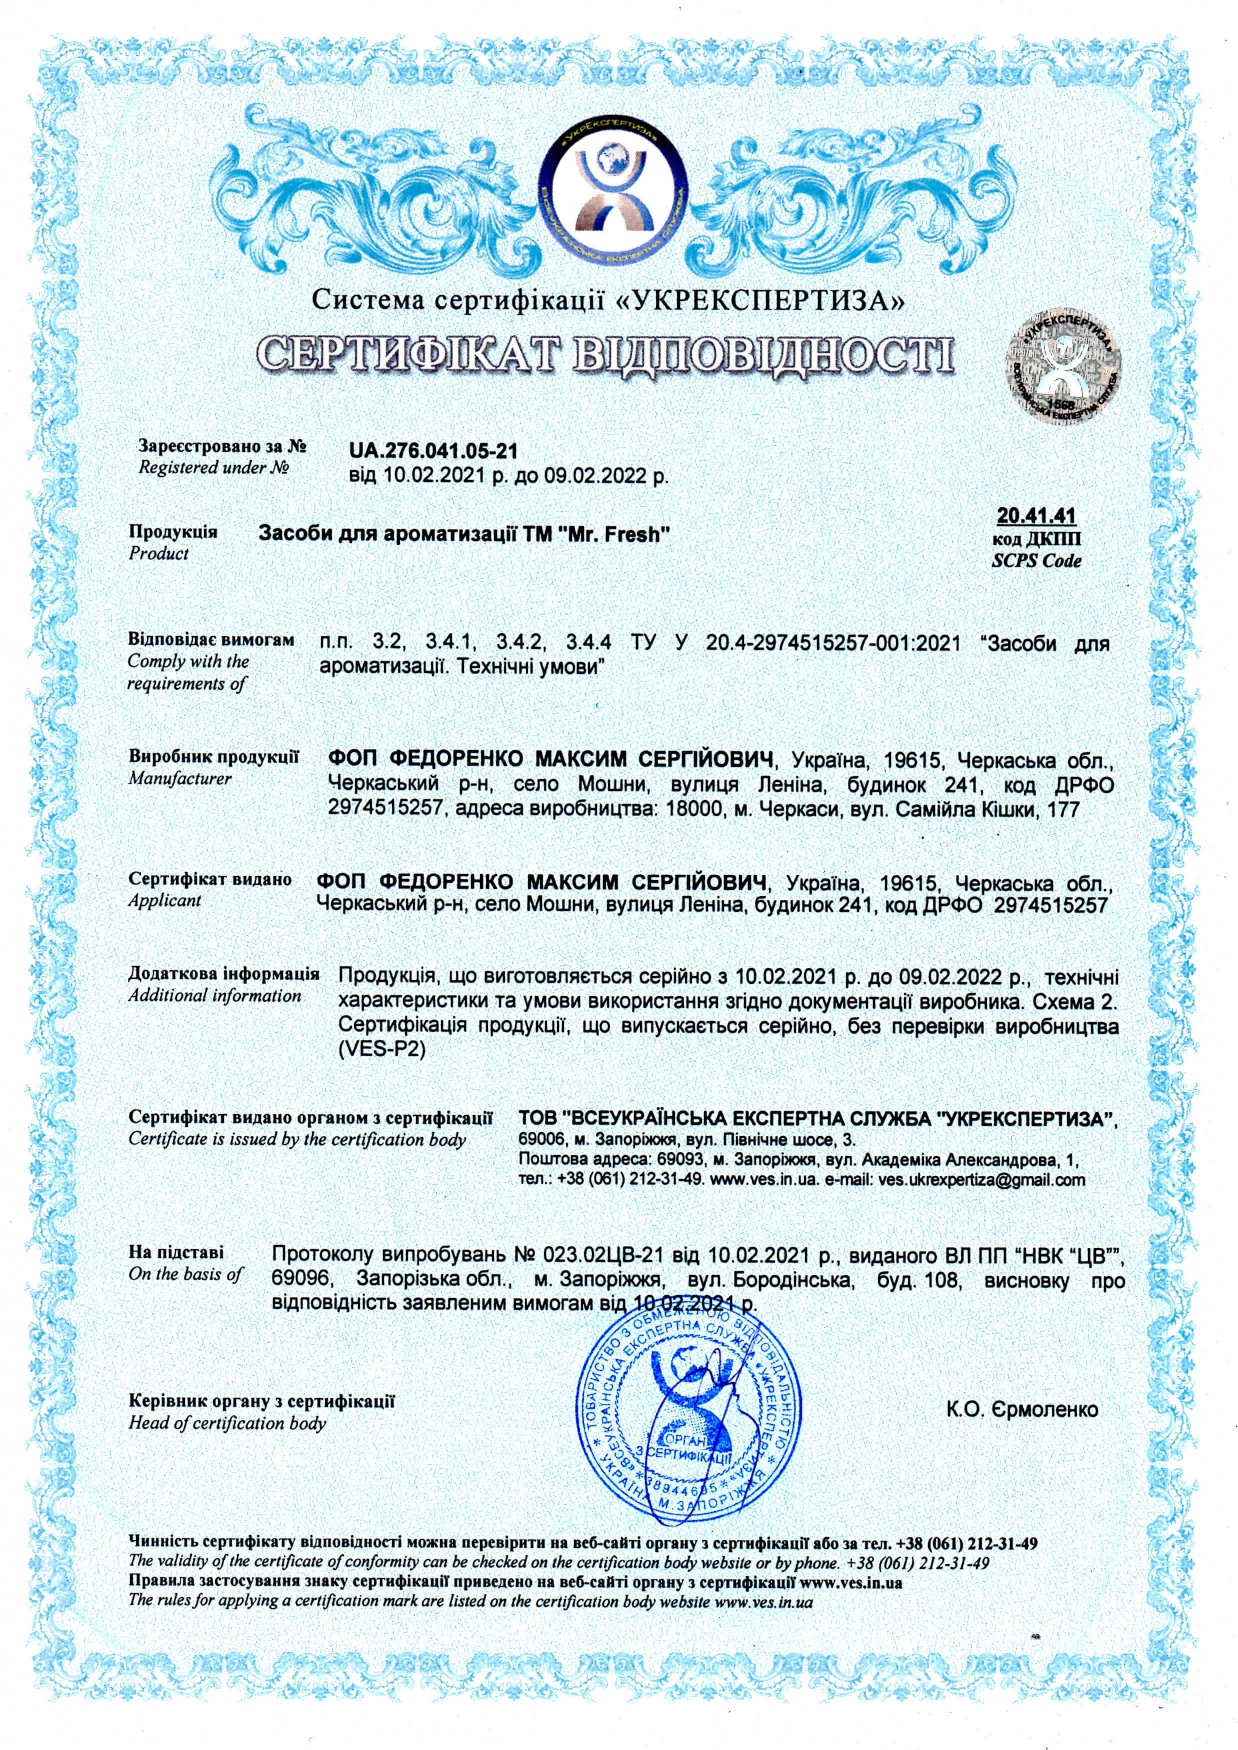 «УкрЕкспертиза»
ВСЕУКРАЇНСЬКА ЕКСПЕРТНА СЛУЖБА
Система сертифікації «УКРЕКСПЕРТИЗА»
СЕРТИФІКАТ ВІДПОВІДНОСТІ
«УКРЕКСПЕРТИЗА»
1568
ВСЕУКРАЇНСЬКА ЕКСПЕРТНА СЛУЖБА
Зареєстровано за № UA.276.041.05-21
Registered under № від 10.02.2021 р. до 09.02.2022 р.
20.41.41
Продукція Засоби для ароматизації ТМ "Mr. Fresh" код ДКПП
Product SCPS Code
Відповідає вимогам п.п. 3.2, 3.4.1, 3.4.2, 3.4.4 ТУ У 20.4-2974515257-001:2021 “Засоби для
Comply with the ароматизації. Технічні умови”
requirements of
Виробник продукції ФОП ФЕДОРЕНКО МАКСИМ СЕРГІЙОВИЧ, Україна, 19615, Черкаська обл.,
Manufacturer Черкаський р-н, село Мошни, вулиця Леніна, будинок 241, код ДРФО
2974515257, адреса виробництва: 18000, м. Черкаси, вул. Самійла Кішки, 177
Сертифікат видано ФОП ФЕДОРЕНКО МАКСИМ СЕРГІЙОВИЧ, Україна, 19615, Черкаська обл.,
Applicant Черкаський р-н, село Мошни, вулиця Леніна, будинок 241, код ДРФО 2974515257
Додаткова інформація Продукція, що виготовляється серійно з 10.02.2021 р. до 09.02.2022 р., технічні
Additional information характеристики та умови використання згідно документації виробника. Схема 2.
Сертифікація продукції, що випускається серійно, без перевірки виробництва
(VES-P2)
Сертифікат видано органом з сертифікації ТОВ "ВСЕУКРАЇНСЬКА ЕКСПЕРТНА СЛУЖБА "УКРЕКСПЕРТИЗА”,
Certificate is issued by the certification body 69006, м. Запоріжжя, вул. Північне шосе, 3.
Поштова адреса: 69093, м. Запоріжжя, вул. Академіка Александрова, 1,
тел.: +38 (061) 212-31-49. www.ves.in.ua. e-mail: ves.ukrexpertiza@gmail.com
На підставі Протоколу випробувань № 023.02ЦВ-21 від 10.02.2021 р., виданого ВЛ ПП “НВК “ЦВ””,
On the basis of 69096, Запорізька обл., м. Запоріжжя, вул. Бородінська, буд. 108, висновку про
відповідність заявленим вимогам від 10.02.2021 р.
ТОВАРИСТВО З ОБМЕЖЕНОЮ ВІДПОВІДАЛЬНІСТЮ
«ВСЕУКРАЇНСЬКА ЕКСПЕРТНА СЛУЖБА «УКРЕКСПЕРТИЗА»
ОРГАН
З СЕРТИФІКАЦІЇ
*38944695*
* УКРАЇНА М.ЗАПОРІЖЖЯ *
Керівник органу з сертифікації К.О. Єрмоленко
Head of certification body
Чинність сертифікату відповідності можна перевірити на веб-сайті органу з сертифікації або за тел. +38 (061) 212-31-49
The validity of the certificate of conformity can be checked on the certification body website or by phone. +38 (061) 212-31-49
Правила застосування знаку сертифікації приведено на веб-сайті органу з сертифікації www.ves.in.ua
The rules for applying a certification mark are listed on the certification body website www.ves.in.ua